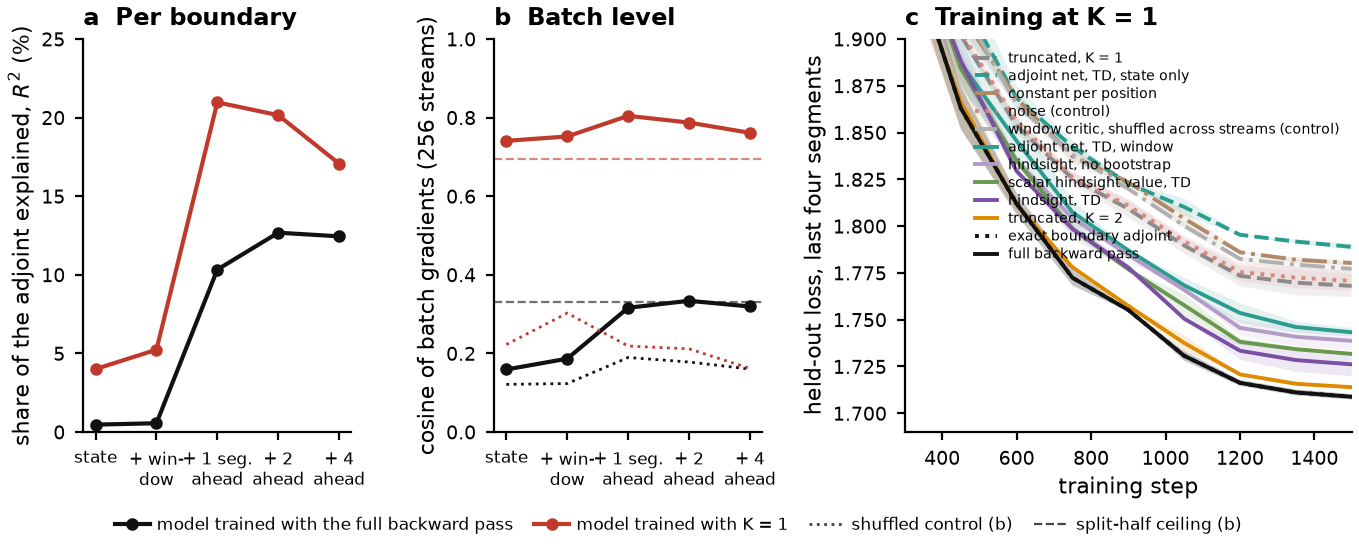 a Per boundary
share of the adjoint explained, R² (%)
25
20
15
10
5
0
state
+ win-
dow
+ 1 seg.
ahead
+ 2
ahead
+ 4
ahead
b Batch level
cosine of batch gradients (256 streams)
1.0
0.8
0.6
0.4
0.2
0.0
state
+ win-
dow
+ 1 seg.
ahead
+ 2
ahead
+ 4
ahead
c Training at K = 1
held-out loss, last four segments
1.900
1.875
1.850
1.825
1.800
1.775
1.750
1.725
1.700
truncated, K = 1
adjoint net, TD, state only
constant per position
noise (control)
window critic, shuffled across streams (control)
adjoint net, TD, window
hindsight, no bootstrap
scalar hindsight value, TD
hindsight, TD
truncated, K = 2
exact boundary adjoint
full backward pass
400 600 800 1000 1200 1400
training step
model trained with the full backward pass model trained with K = 1 shuffled control (b) split-half ceiling (b)